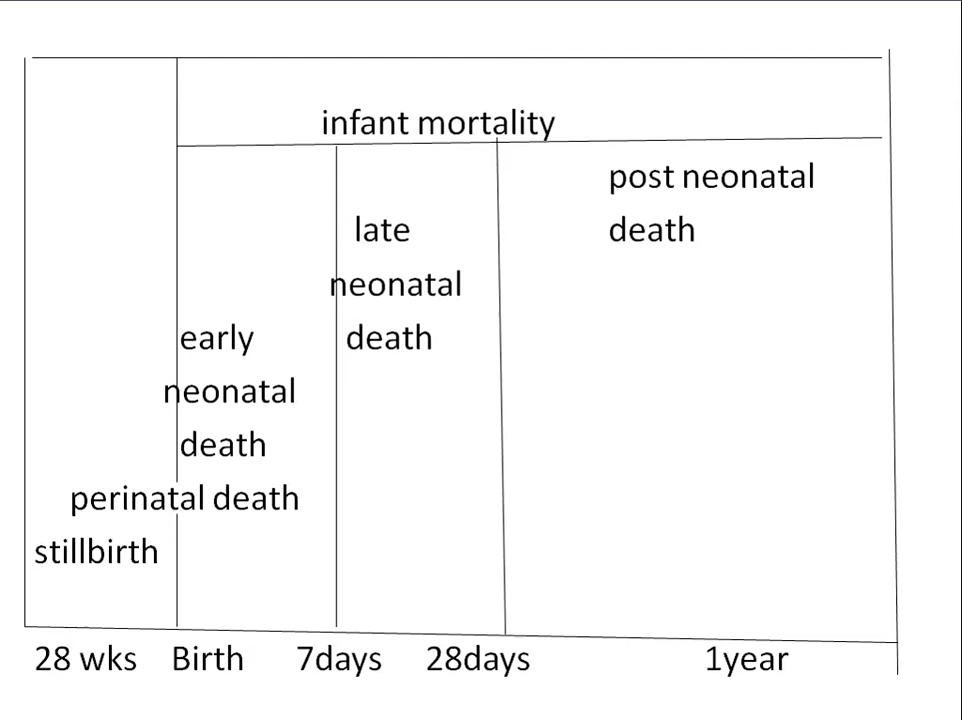 infant mortality
post neonatal
death
late
neonatal
death
early
neonatal
death
perinatal death
stillbirth
28 wks Birth 7days 28days 1year